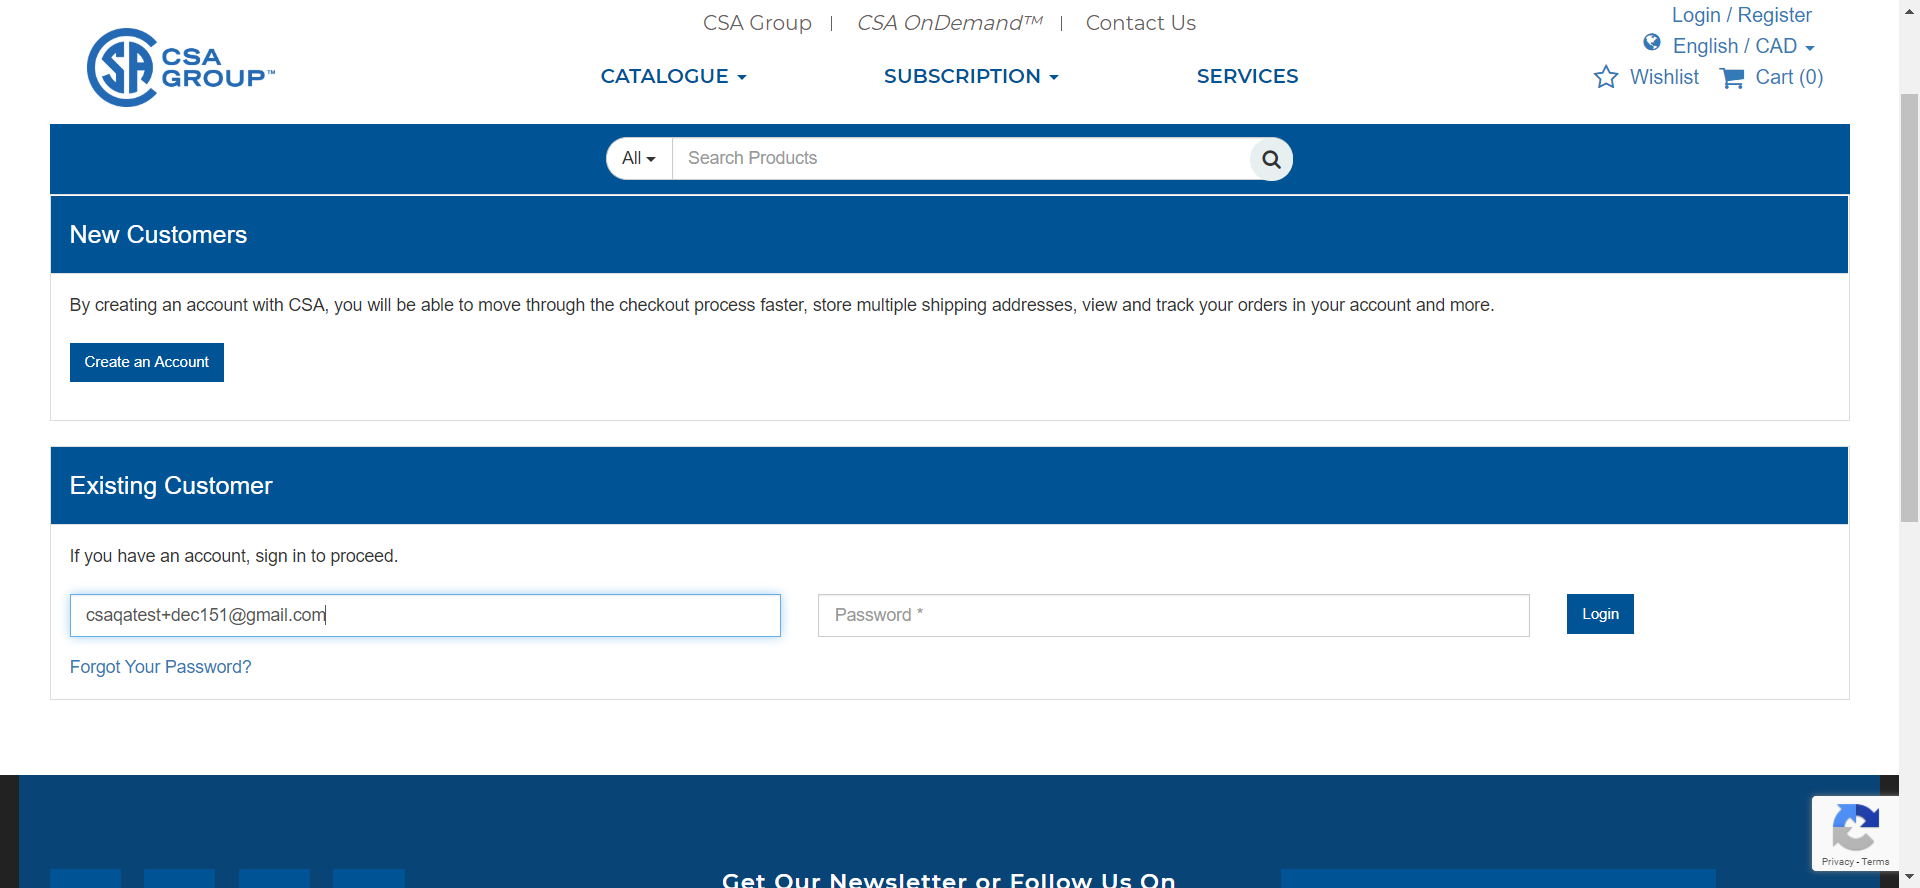 CSA Group | CSA OnDemand™ | Contact Us
Login / Register
English / CAD
CSA GROUP™
CATALOGUE
SUBSCRIPTION
SERVICES
Wishlist
Cart (0)
All
Search Products
New Customers
By creating an account with CSA, you will be able to move through the checkout process faster, store multiple shipping addresses, view and track your orders in your account and more.
Create an Account
Existing Customer
If you have an account, sign in to proceed.
csaqatest+dec151@gmail.com
Password *
Login
Forgot Your Password?
Get Our Newsletter or Follow Us On
Privacy - Terms